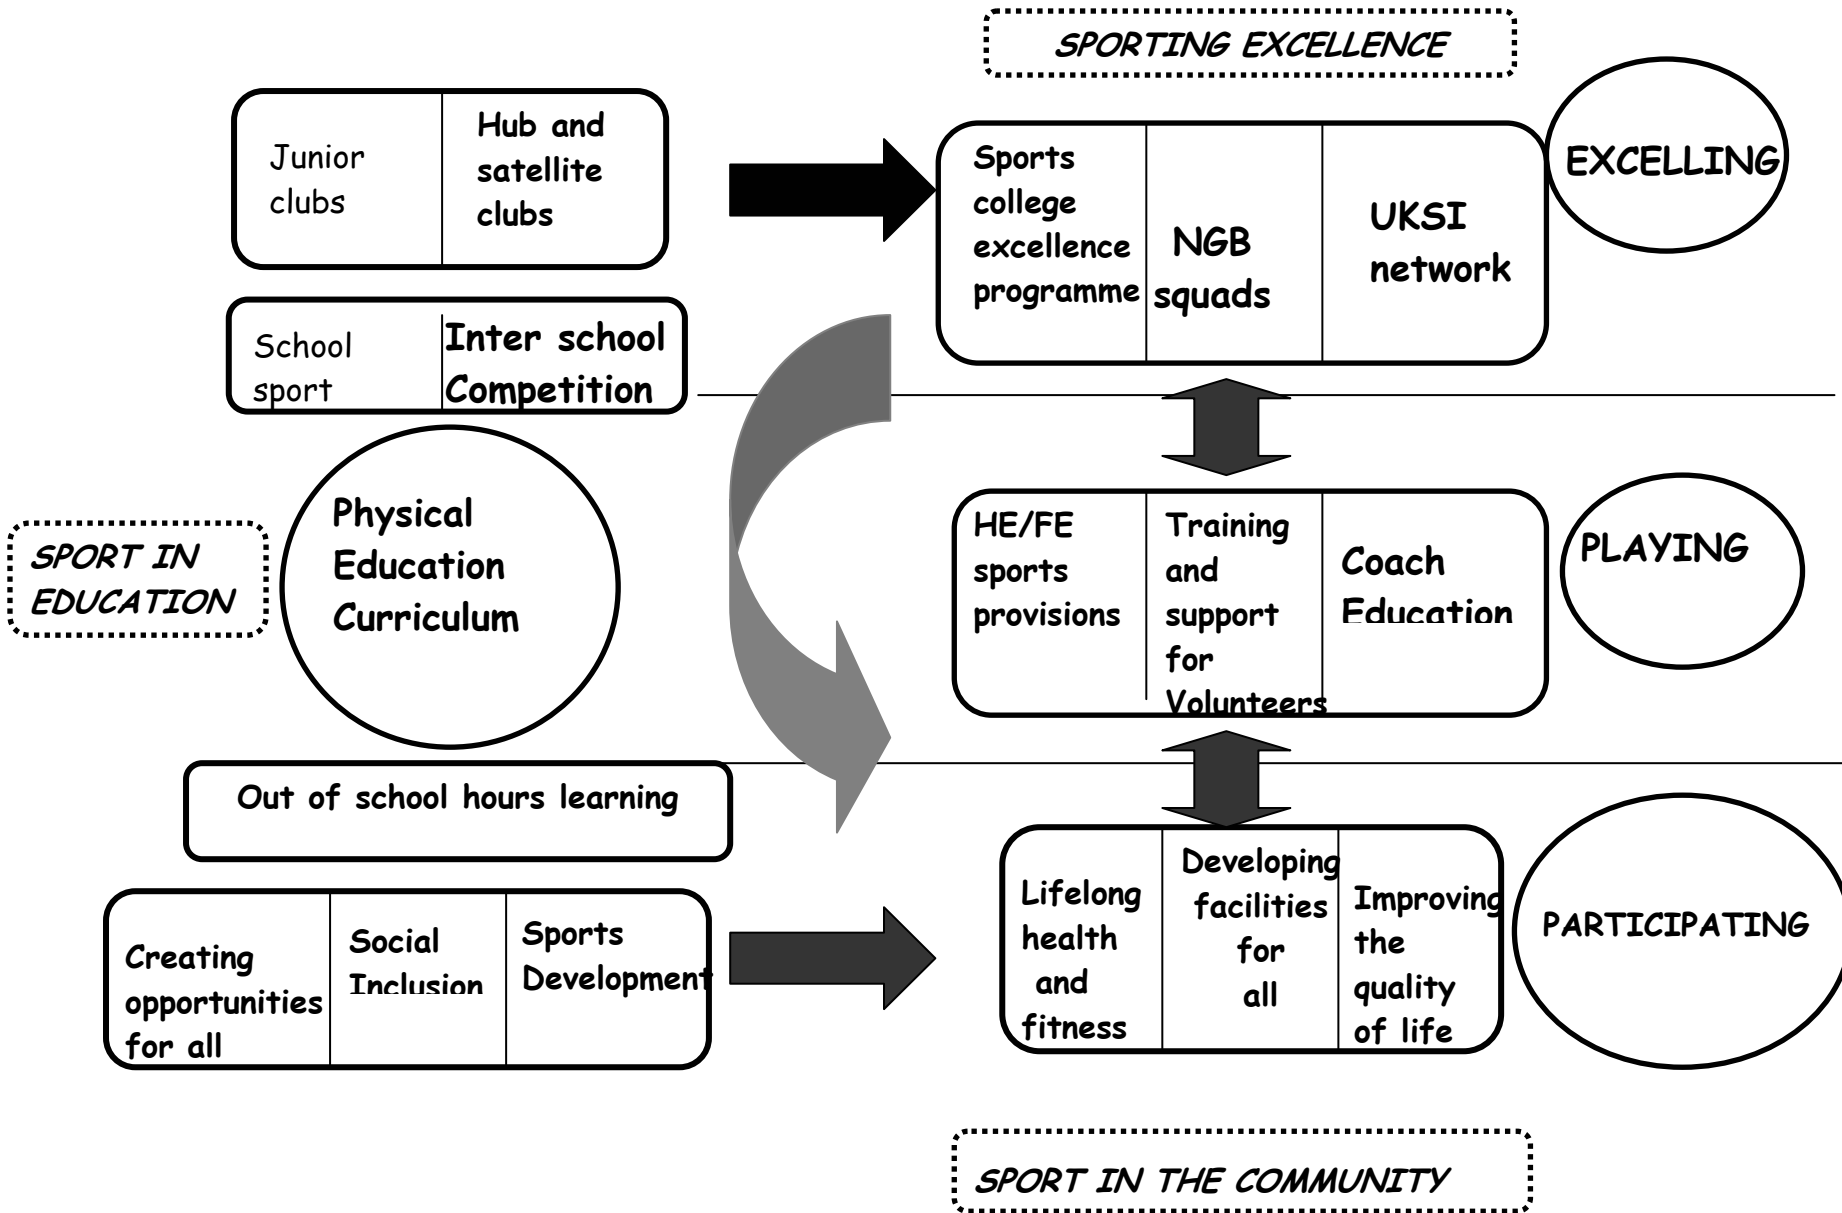 SPORTING EXCELLENCE
Junior
clubs
Hub and
satellite
clubs
Sports
college
excellence
programme
NGB
squads
UKSI
network
EXCELLING
School
sport
Inter school
Competition
SPORT IN
EDUCATION
Physical
Education
Curriculum
HE/FE
sports
provisions
Training
and
support
for
Volunteers
Coach
Education
PLAYING
Out of school hours learning
Creating
opportunities
for all
Social
Inclusion
Sports
Development
Lifelong
health
and
fitness
Developing
facilities
for
all
Improving
the
quality
of life
PARTICIPATING
SPORT IN THE COMMUNITY